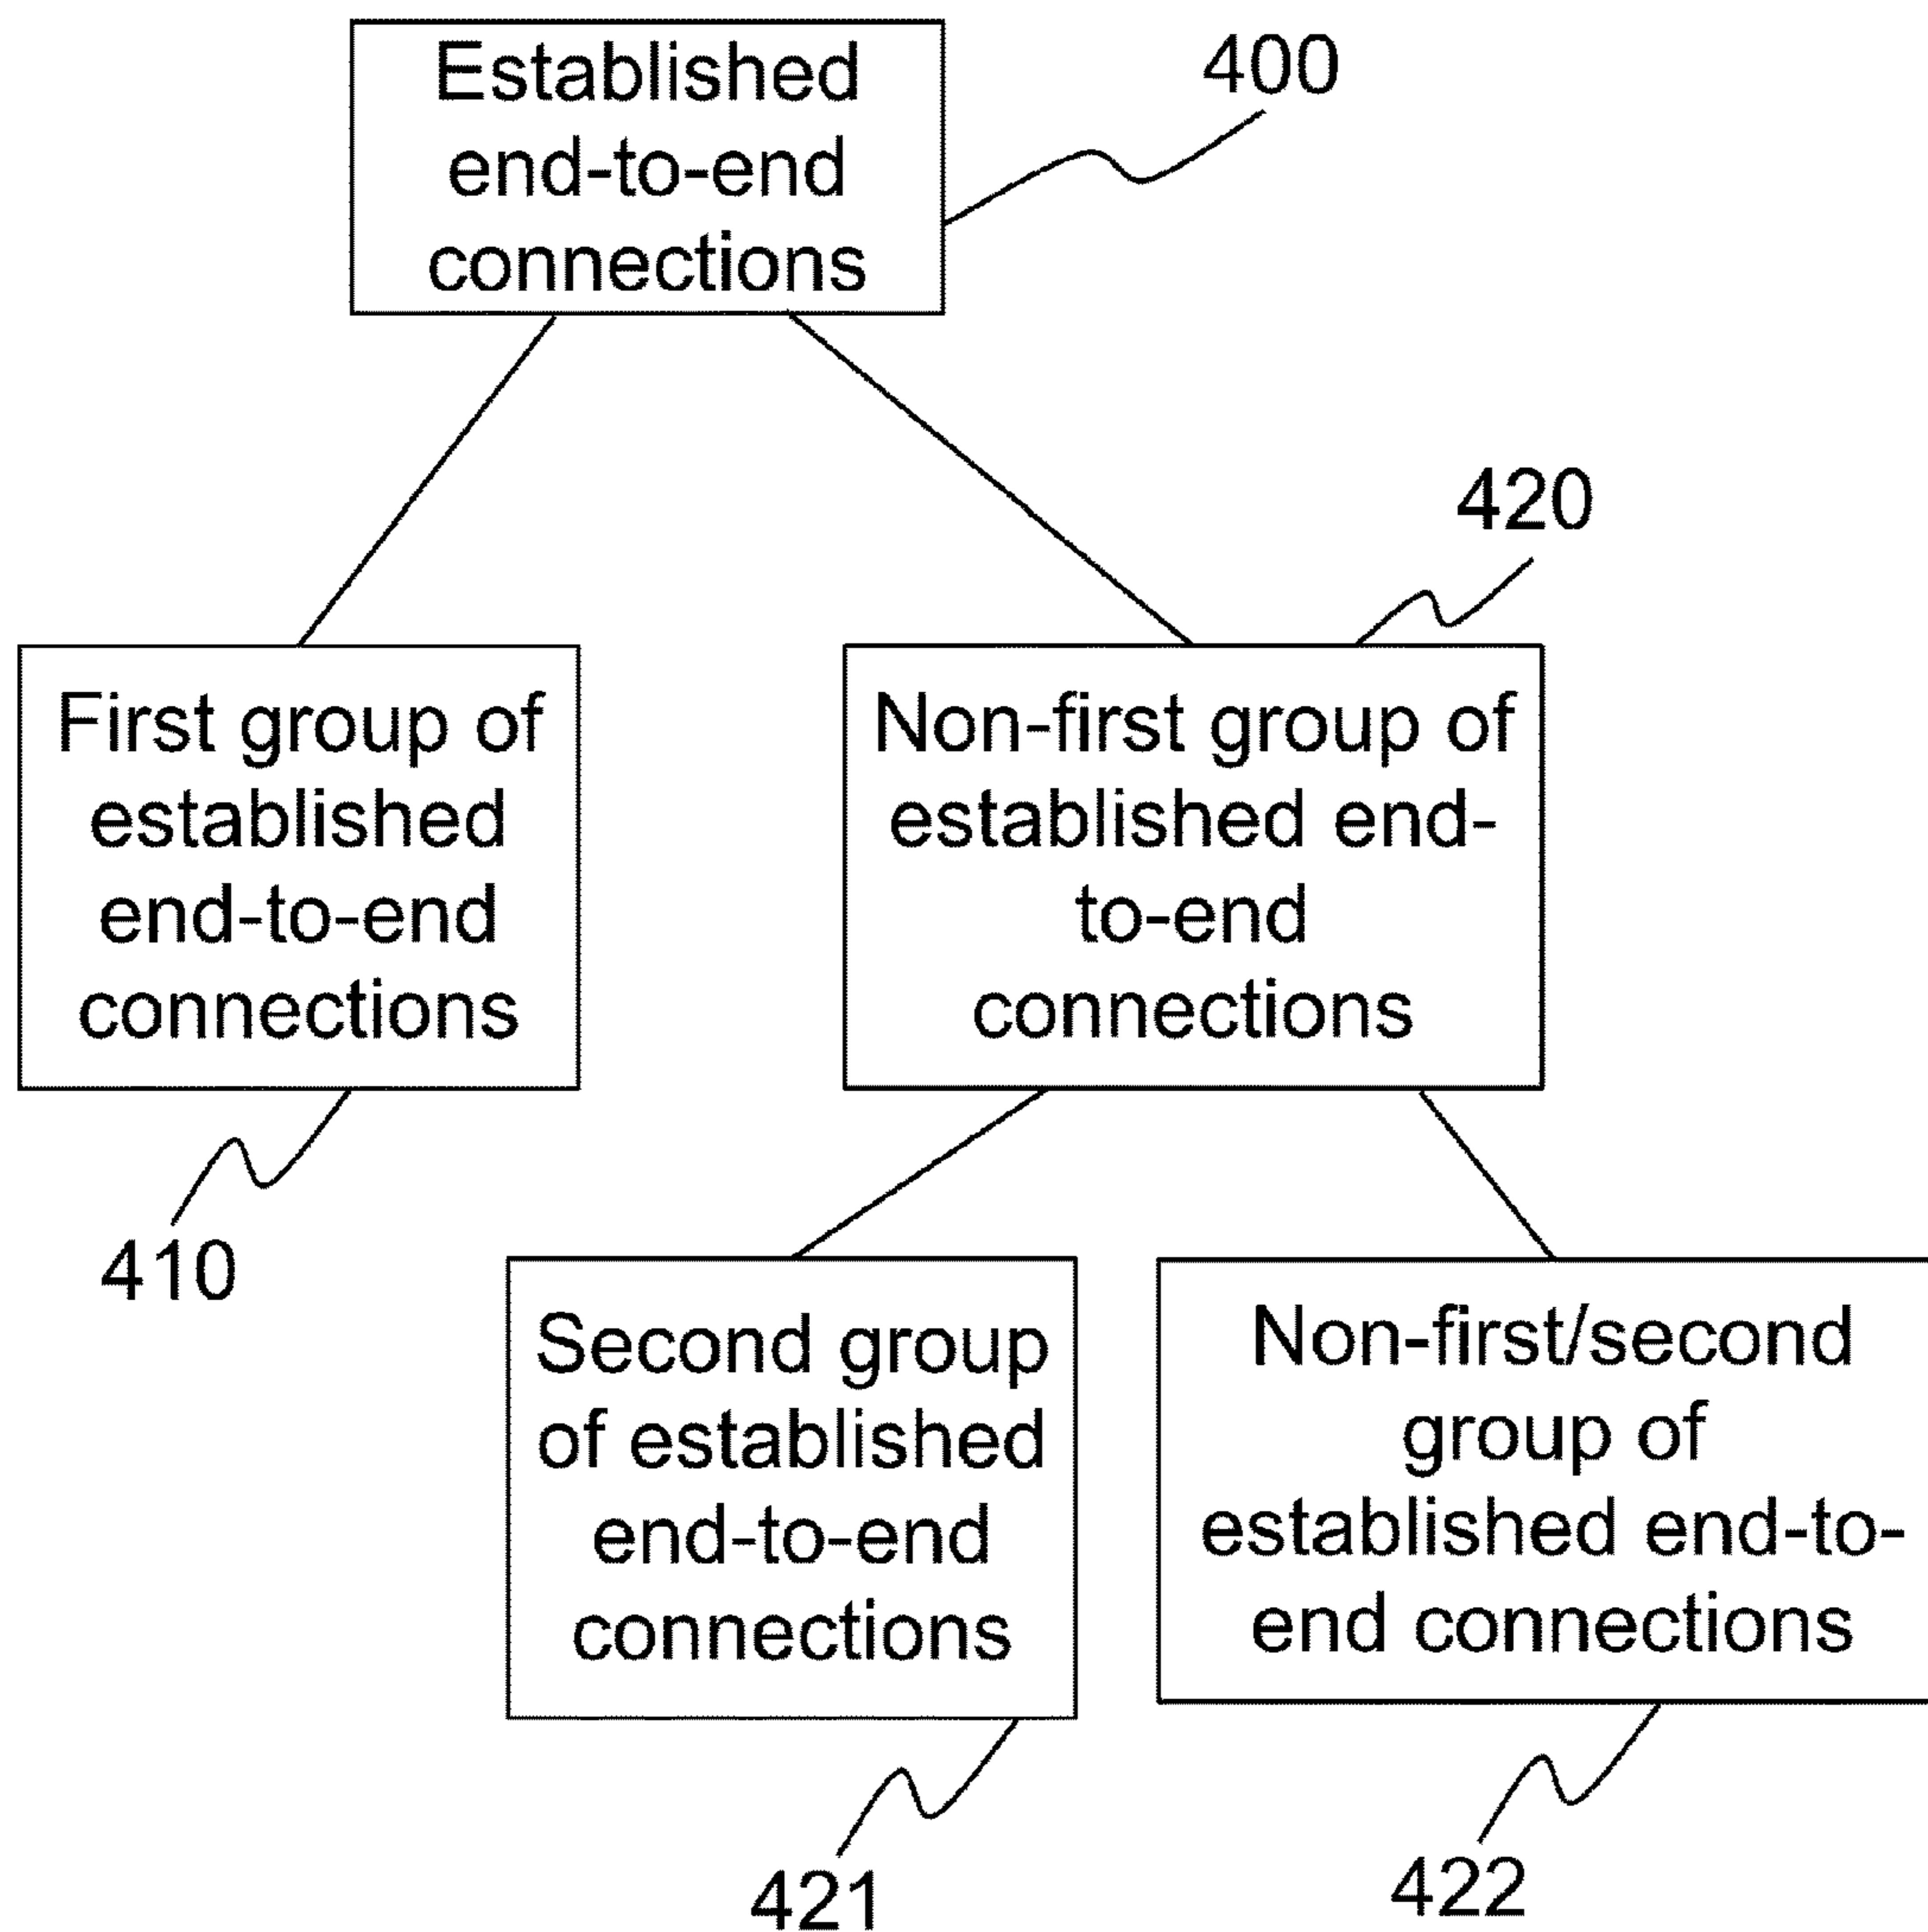 Established
end-to-end
connections
400
420
First group of
established
end-to-end
connections
Non-first group of
established end-
to-end
connections
410
Second group
of established
end-to-end
connections
Non-first/second
group of
established end-to-
end connections
421
422